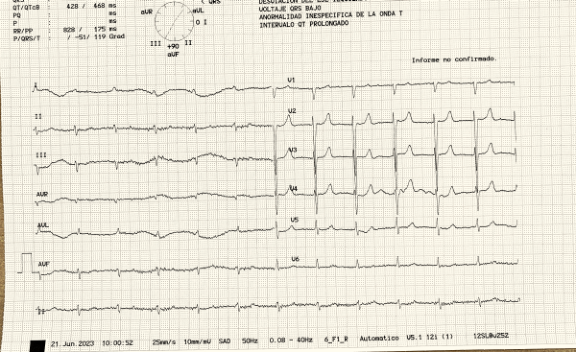 QT/QTcB 428 / 468 ms
PQ ms
P ms
RR/PP 828 / 175 ms
P/QRS/T / -51/ 119 Grad
QRS
aVR
aVL
O I
III
+90
II
aVF
VOLTAJE QRS BAJO
ANORMALIDAD INESPECIFICA DE LA ONDA T
INTERVALO QT PROLONGADO
Informe no confirmado.
I
V1
II
V2
III
V3
AVR
V4
AVL
V5
AVF
V6
II
21.Jun.2023 10:00:52 25mm/s 10mm/mV SAD 50Hz 0.08 - 40Hz 6_F1_R Automatico V5.1 12i (1)